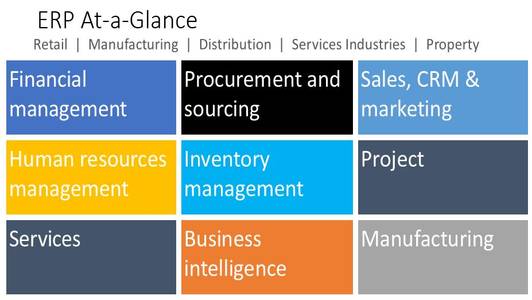 ERP At-a-Glance
Retail | Manufacturing | Distribution | Services Industries | Property
Financial
management
Procurement and
sourcing
Sales, CRM &
marketing
Human resources
management
Inventory
management
Project
Services
Business
intelligence
Manufacturing